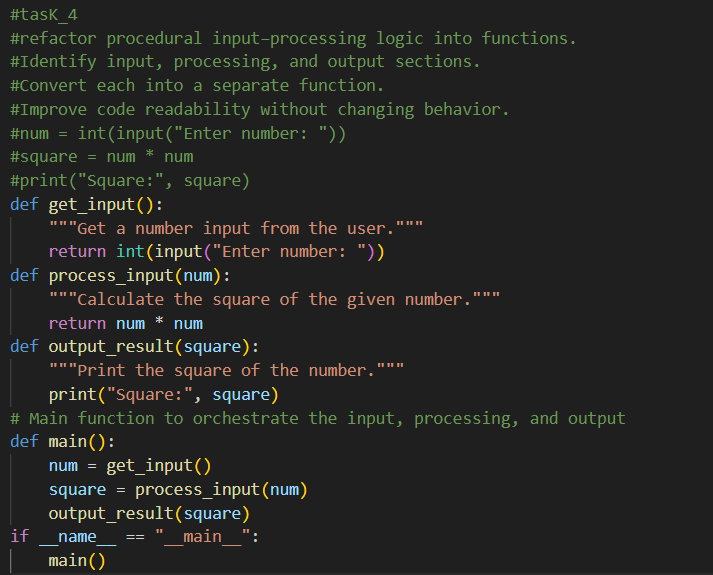 #tasK_4
#refactor procedural input–processing logic into functions.
#Identify input, processing, and output sections.
#Convert each into a separate function.
#Improve code readability without changing behavior.
#num = int(input("Enter number: "))
#square = num * num
#print("Square:", square)
def get_input():
    """Get a number input from the user."""
    return int(input("Enter number: "))
def process_input(num):
    """Calculate the square of the given number."""
    return num * num
def output_result(square):
    """Print the square of the number."""
    print("Square:", square)
# Main function to orchestrate the input, processing, and output
def main():
    num = get_input()
    square = process_input(num)
    output_result(square)
if __name__ == "__main__":
    main()